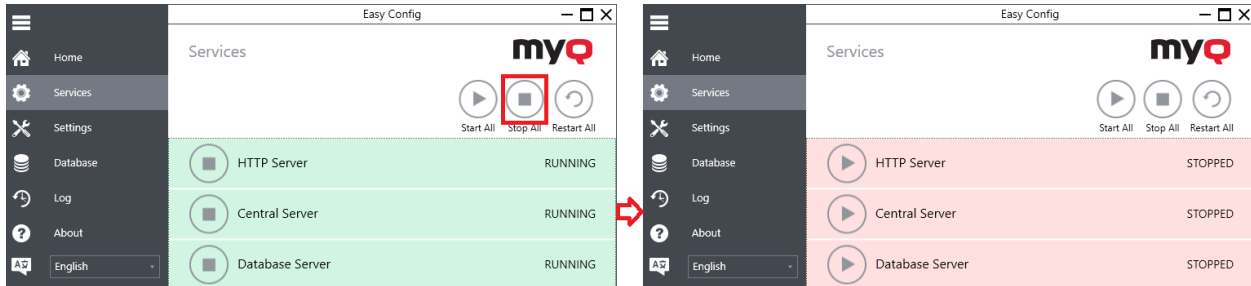 Easy Config
Services
myQ
Home
Services
Settings
Database
Log
?
About
English
Start All Stop All Restart All
HTTP Server RUNNING
Central Server RUNNING
Database Server RUNNING
Easy Config
Services
myQ
Home
Services
Settings
Database
Log
?
About
English
Start All Stop All Restart All
HTTP Server STOPPED
Central Server STOPPED
Database Server STOPPED